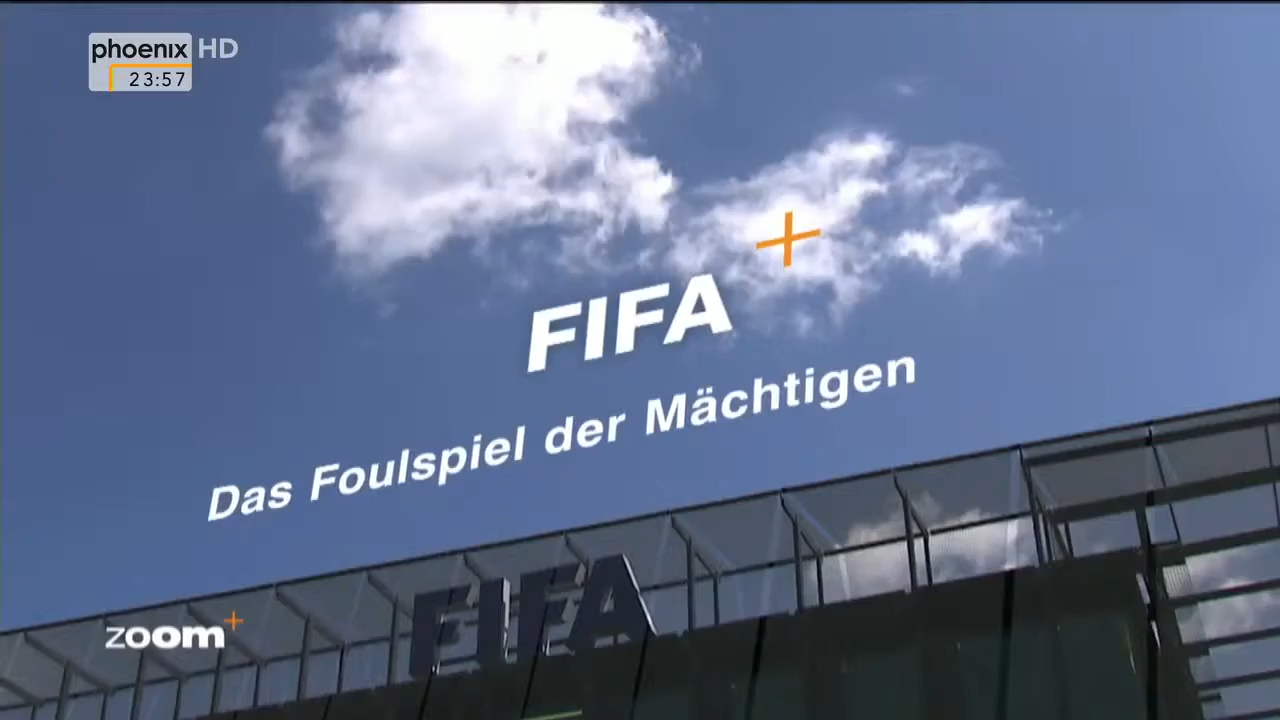 phoenix HD
23:57
FIFA
Das Foulspiel der Mächtigen
FIFA
zoom+